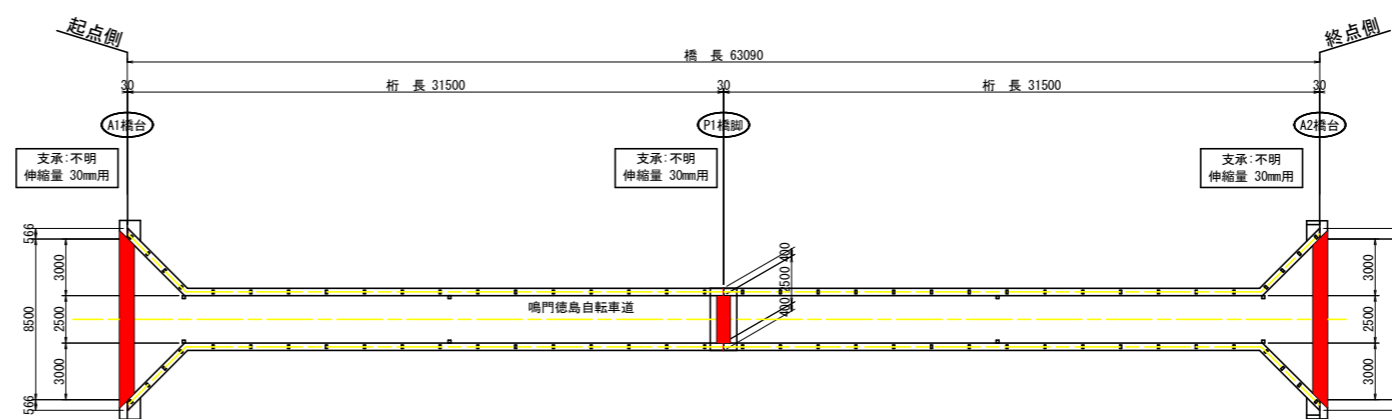 起点側
終点側
橋 長 63090
30
桁 長 31500
30
桁 長 31500
30
A1橋台
P1橋脚
A2橋台
支承:不明
伸縮量 30mm用
支承:不明
伸縮量 30mm用
支承:不明
伸縮量 30mm用
566
8500
566
3000
2500
3000
鳴門徳島自転車道
400
2500
400
3000
2500
3000